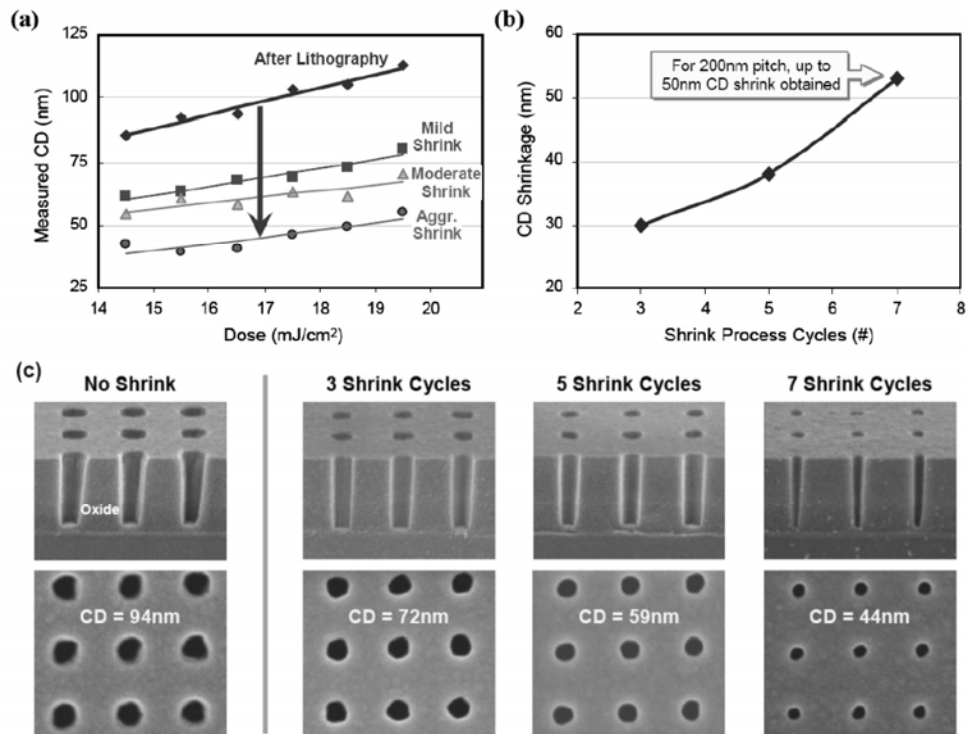 (a)
125
100
75
50
25
Measured CD (nm)
After Lithography
Mild
Shrink
Moderate
Shrink
Aggr.
Shrink
14 15 16 17 18 19 20
Dose (mJ/cm²)
(b)
60
50
40
30
20
CD Shrinkage (nm)
For 200nm pitch, up to
50nm CD shrink obtained
2 3 4 5 6 7 8
Shrink Process Cycles (#)
(c)
No Shrink
3 Shrink Cycles
5 Shrink Cycles
7 Shrink Cycles
Oxide
CD = 94nm
CD = 72nm
CD = 59nm
CD = 44nm